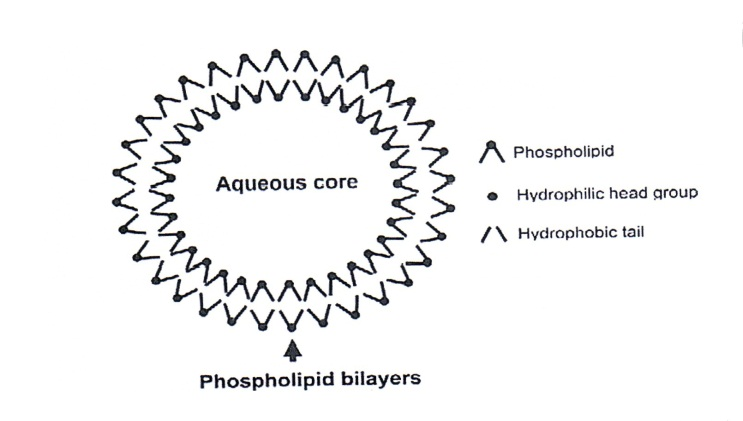 Aqueous core
Phospholipid
Hydrophilic head group
Hydrophobic tail
Phospholipid bilayers